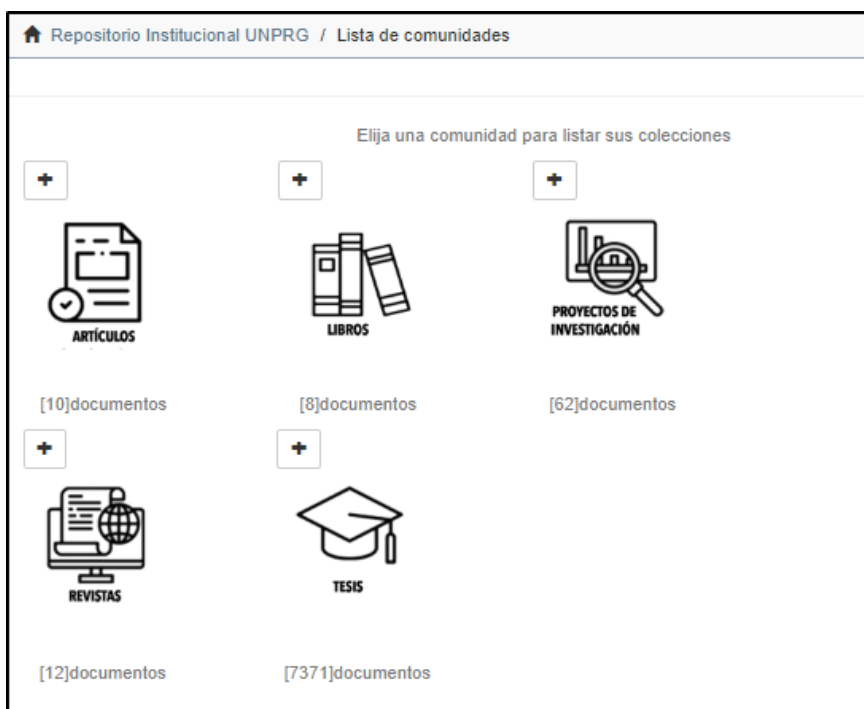 Repositorio Institucional UNPRG / Lista de comunidades
Elija una comunidad para listar sus colecciones
ARTÍCULOS
LIBROS
PROYECTOS DE
INVESTIGACIÓN
[10]documentos
[8]documentos
[62]documentos
REVISTAS
TESIS
[12]documentos
[7371]documentos